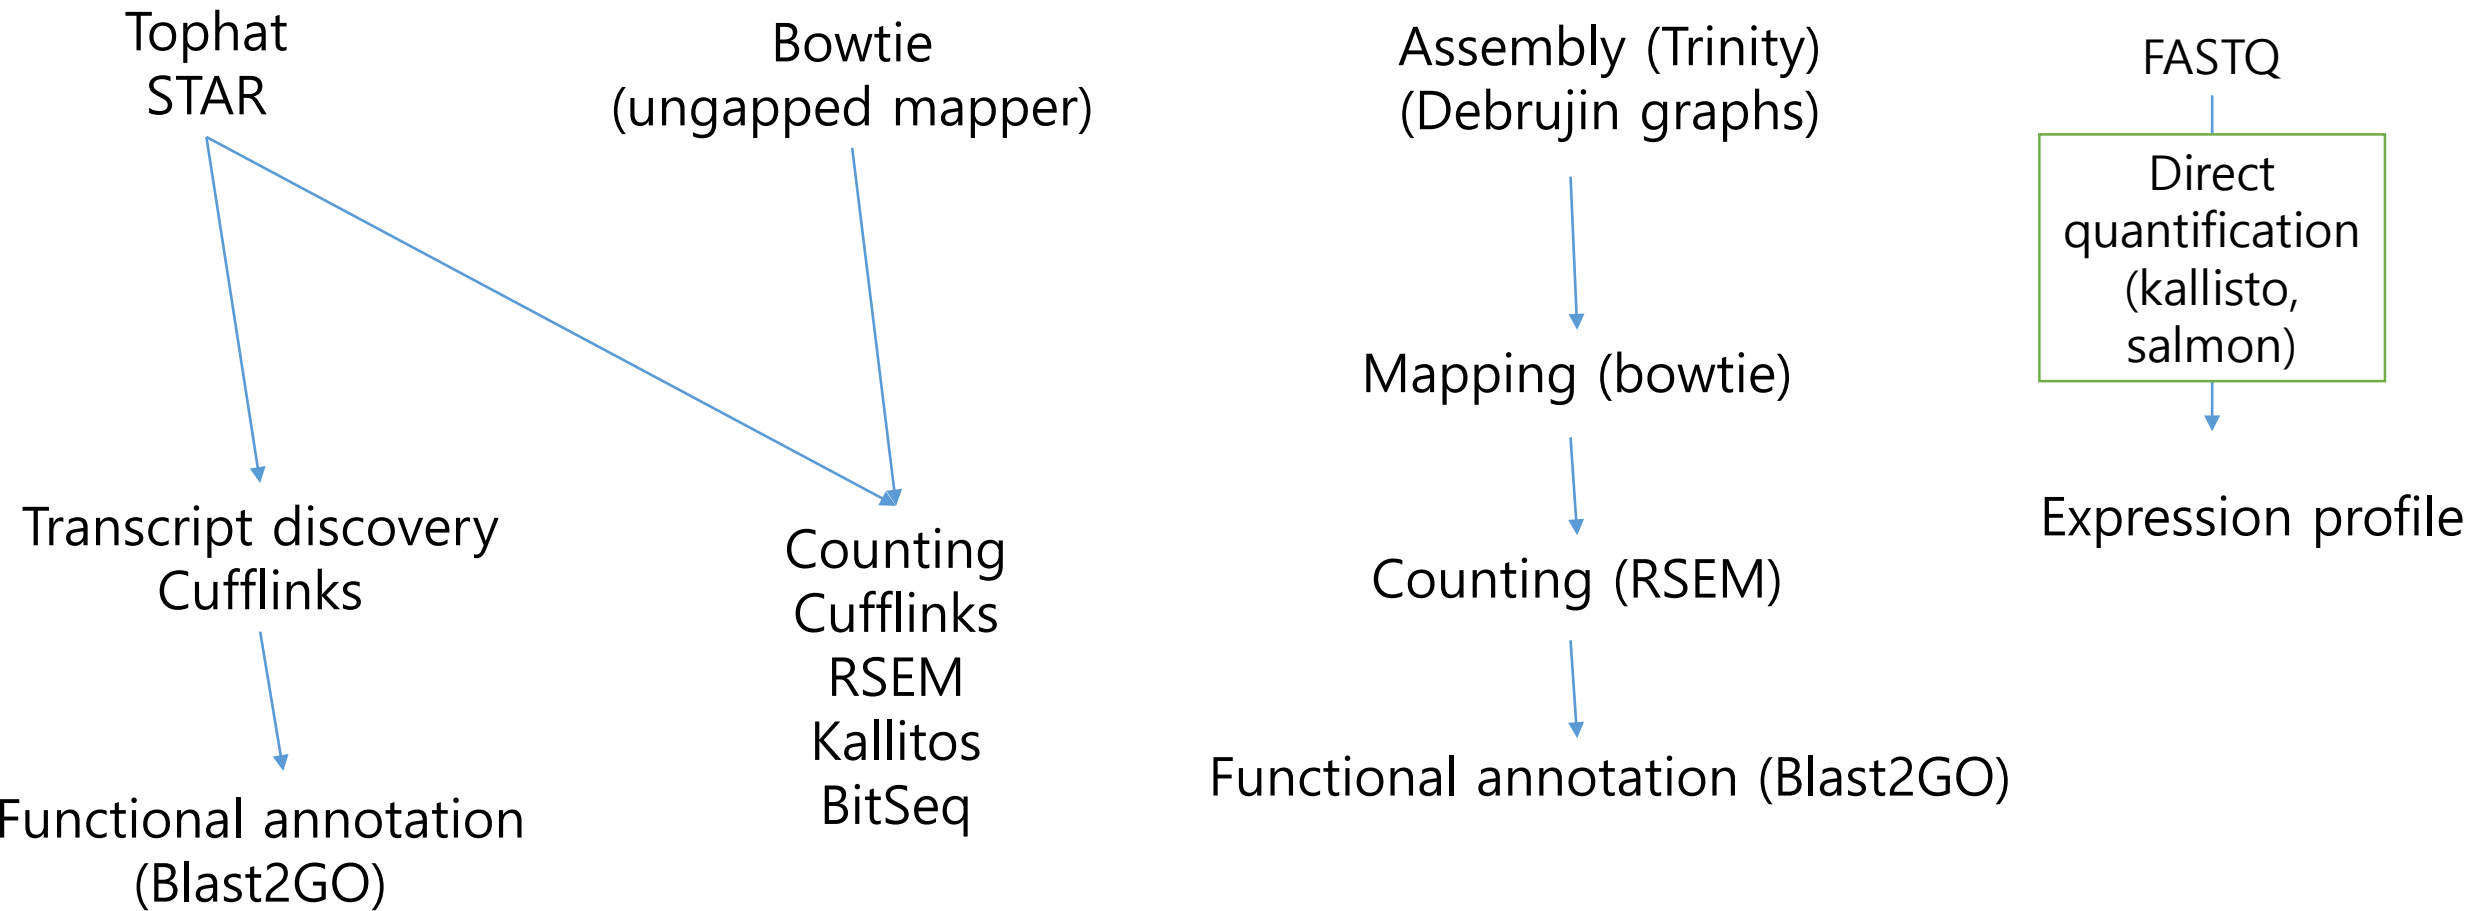 Tophat
STAR
Bowtie
(ungapped mapper)
Assembly (Trinity)
(Debrujin graphs)
FASTQ
Direct
quantification
(kallisto,
salmon)
Mapping (bowtie)
Transcript discovery
Cufflinks
Counting
Cufflinks
RSEM
Kallitos
BitSeq
Counting (RSEM)
Expression profile
Functional annotation
(Blast2GO)
Functional annotation (Blast2GO)